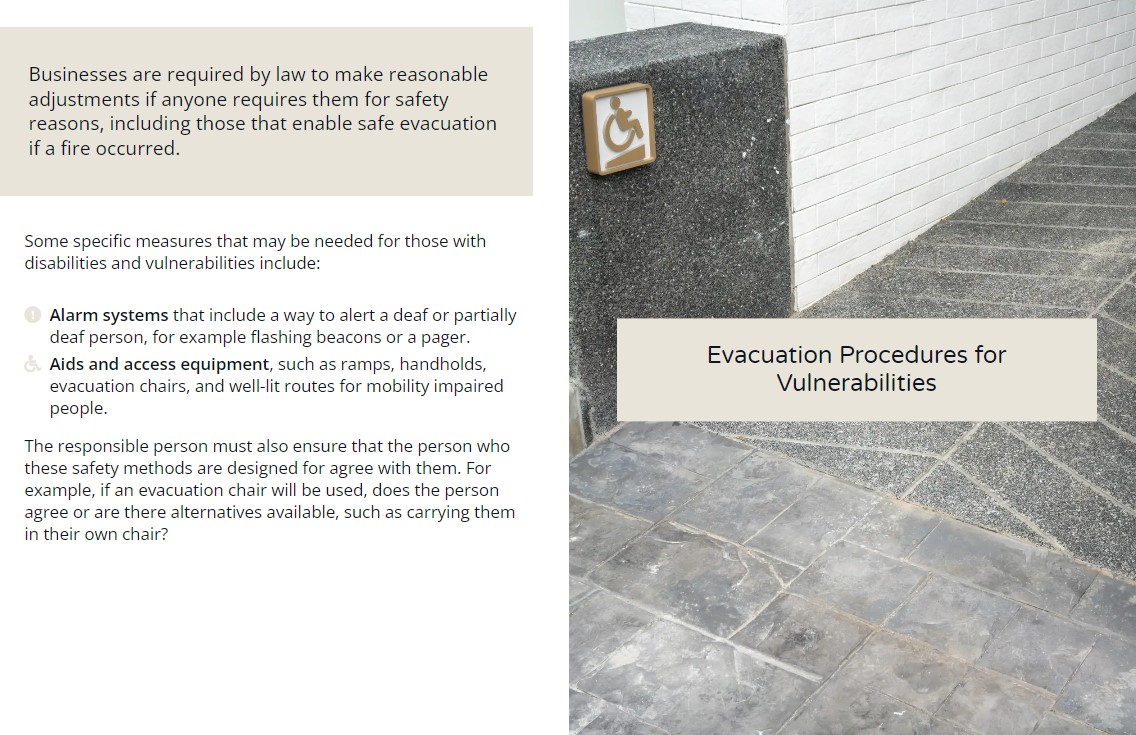 Businesses are required by law to make reasonable
adjustments if anyone requires them for safety
reasons, including those that enable safe evacuation
if a fire occurred.
Some specific measures that may be needed for those with
disabilities and vulnerabilities include:
Alarm systems that include a way to alert a deaf or partially
deaf person, for example flashing beacons or a pager.
Aids and access equipment, such as ramps, handholds,
evacuation chairs, and well-lit routes for mobility impaired
people.
The responsible person must also ensure that the person who
these safety methods are designed for agree with them. For
example, if an evacuation chair will be used, does the person
agree or are there alternatives available, such as carrying them
in their own chair?
Evacuation Procedures for
Vulnerabilities